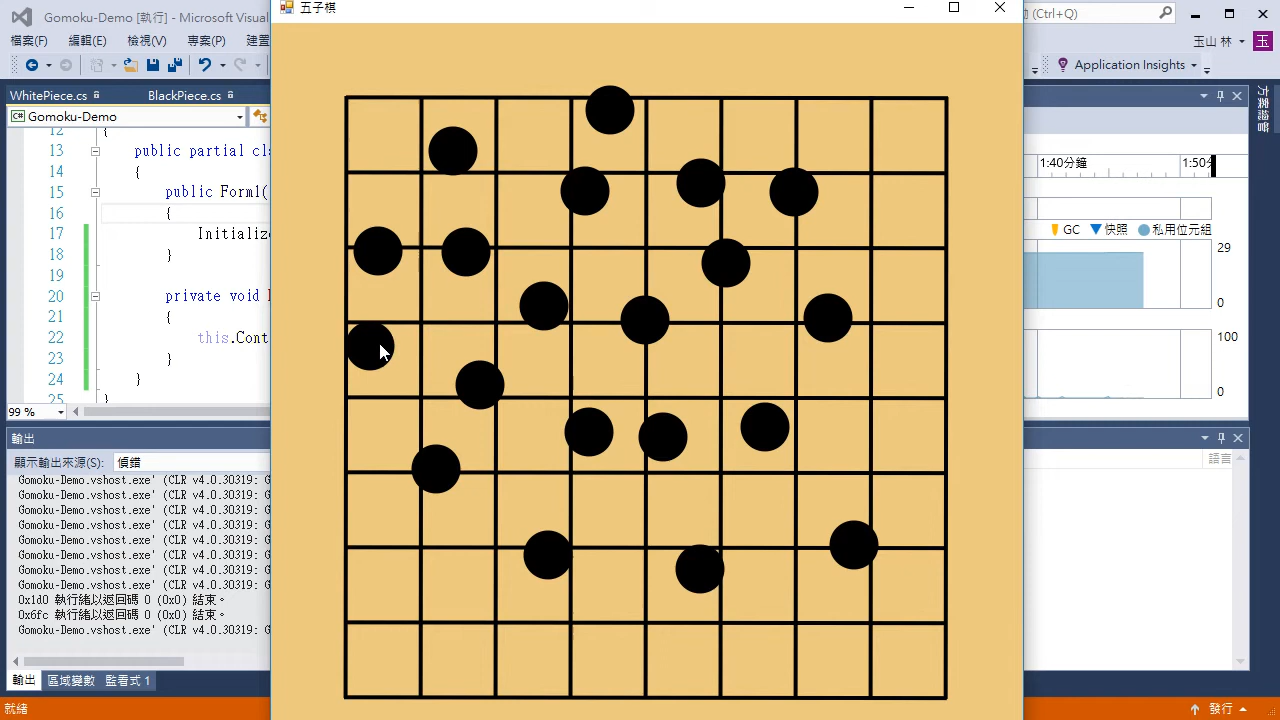 Gomoku-Demo [執行] - Microsoft Visual
五子棋
(Ctrl+Q)
檔案(F) 編輯(E) 檢視(V) 專案(P) 建置
玉山 林 玉
Application Insights
WhitePiece.cs BlackPiece.cs
方案總管
Gomoku-Demo
12 {
13 public partial cla
14 {
15 public Form1(
16 {
17 Initialize
18 }
19
20 private void
21 {
22 this.Cont
23 }
24 }
25 }
99 %
1:40分鐘 1:50
GC 快照 私用位元組
29
0
100
0
輸出
顯示輸出來源(S): 偵錯
語言
Gomoku-Demo.vshost.exe' (CLR v4.0.30319: G
Gomoku-Demo.vshost.exe' (CLR v4.0.30319: G
Gomoku-Demo.vshost.exe' (CLR v4.0.30319: G
Gomoku-Demo.vshost.exe' (CLR v4.0.30319: G
Gomoku-Demo.vshost.exe' (CLR v4.0.30319: G
Gomoku-Demo.vshost.exe' (CLR v4.0.30319: G
Gomoku-Demo.vshost.exe' (CLR v4.0.30319: G
Gomoku-Demo.vshost.exe' (CLR v4.0.30319: G
0x1d0 執行緒以返回碼 0 (0x0) 結束。
0x6fc 執行緒以返回碼 0 (0x0) 結束。
Gomoku-Demo.vshost.exe' (CLR v4.0.30319: G
輸出 區域變數 監看式 1
就緒
發行